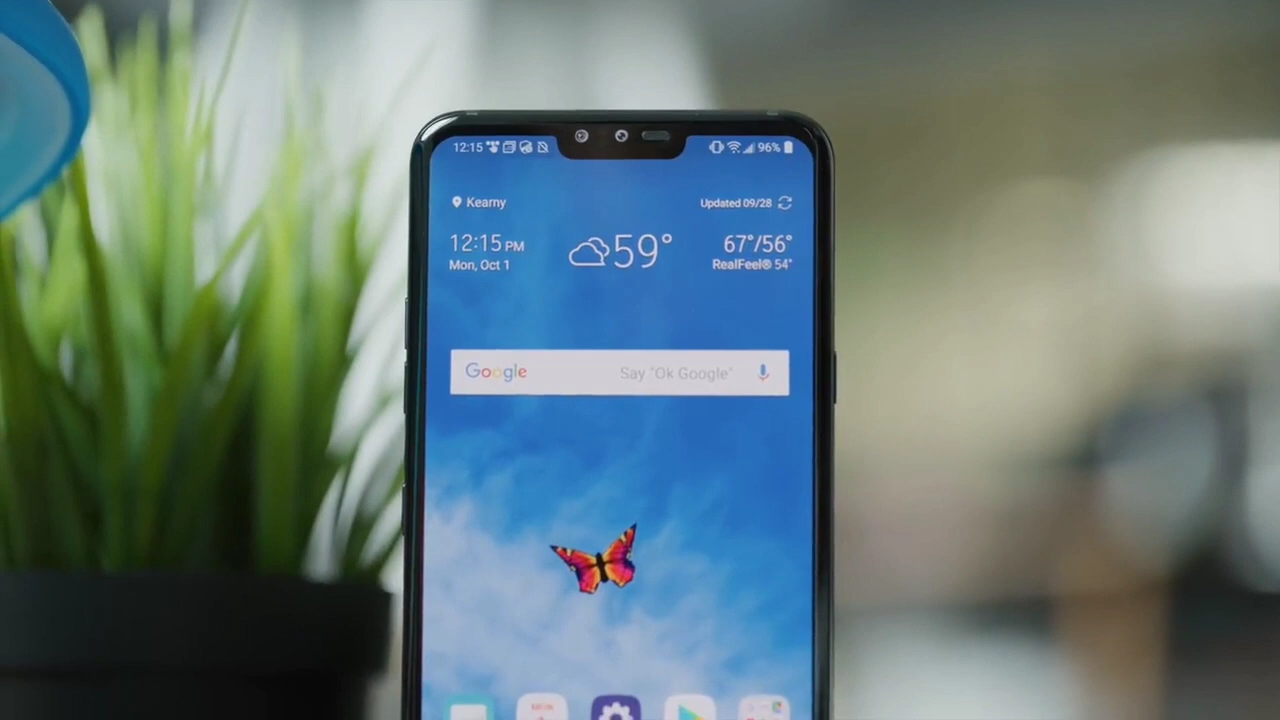 12:15
96%
Kearny
Updated 09/28
12:15 PM
Mon, Oct 1
59°
67°/56°
RealFeel® 54°
Google
Say "Ok Google"